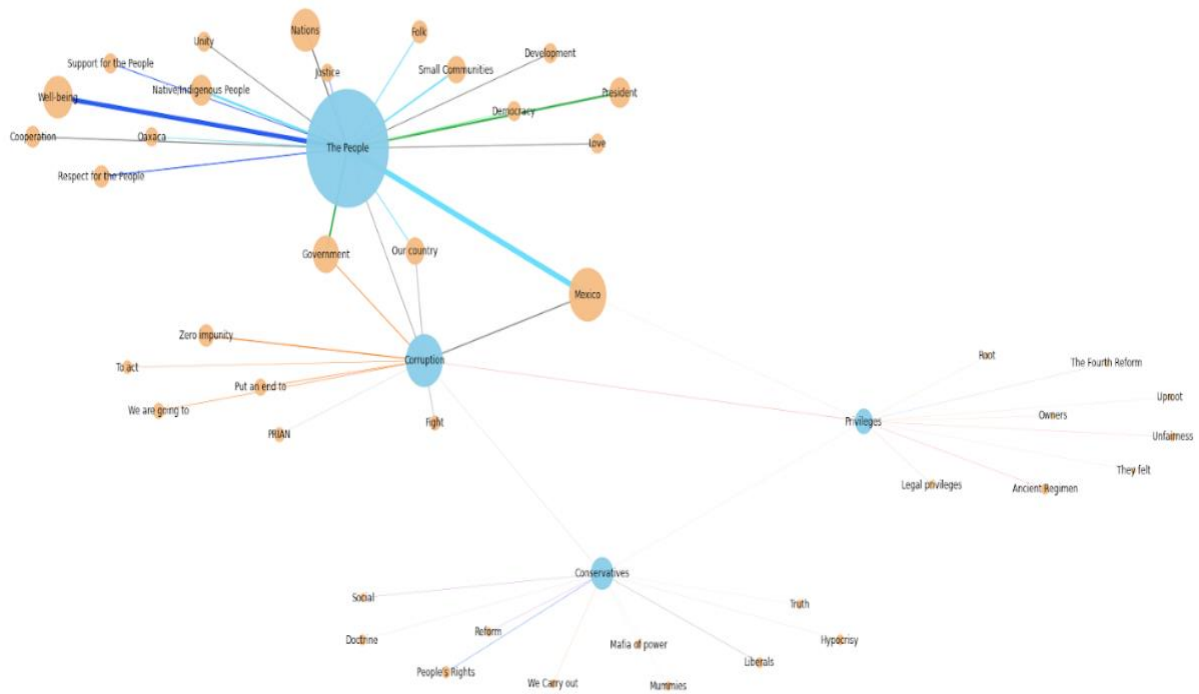 Nations
Folk
Unity
Development
Support for the People
Justice
Small Communities
Native,Indigenous People
President
Well-being
Democracy
Cooperation
Oaxaca
Love
The People
Respect for the People
Government
Our country
Mexico
Zero impunity
Corruption
Root
The Fourth Reform
To act
Put an end to
Uproot
We are going to
Owners
Privileges
Fight
PRIAN
Unfairness
They felt
Legal privileges
Ancient Regimen
Conservatives
Social
Truth
Reform
Doctrine
Hypocrisy
Mafia of power
Liberals
People's Rights
We Carry out
Mummies